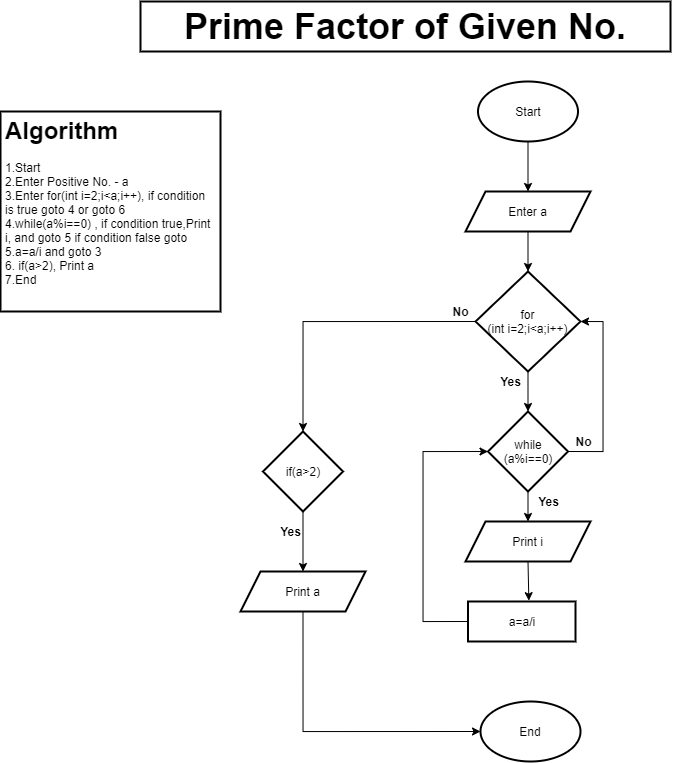 Prime Factor of Given No.
Algorithm
1.Start
2.Enter Positive No. - a
3.Enter for(int i=2;i<a;i++), if condition
is true goto 4 or goto 6
4.while(a%i==0) , if condition true,Print
i, and goto 5 if condition false goto
5.a=a/i and goto 3
6. if(a>2), Print a
7.End
Start
Enter a
for
(int i=2;i<a;i++)
No
Yes
while
(a%i==0)
No
Yes
Print i
a=a/i
if(a>2)
Yes
Print a
End